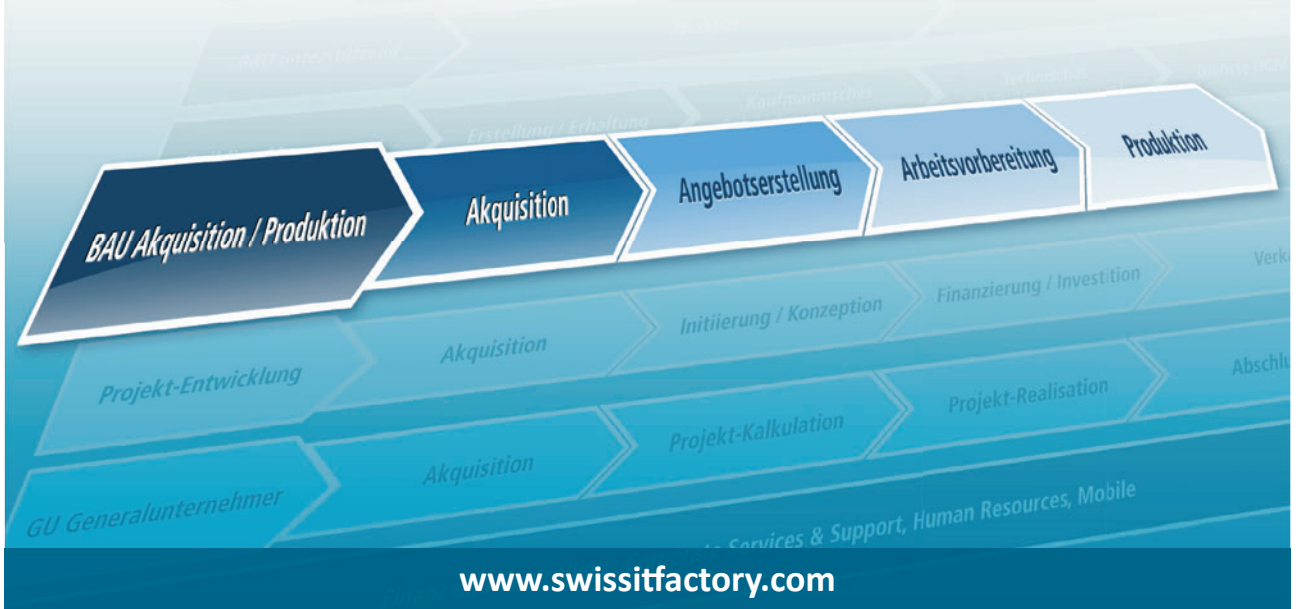 Kaufmännischer
Technisches
Erstellung / Erhaltung
BAU Akquisition / Produktion
Akquisition
Angebotserstellung
Arbeitsvorbereitung
Produktion
Projekt-Entwicklung
Akquisition
Initiierung / Konzeption
Finanzierung / Investition
GU Generalunternehmer
Akquisition
Projekt-Kalkulation
Projekt-Realisation
Services & Support, Human Resources, Mobile
www.swissitfactory.com